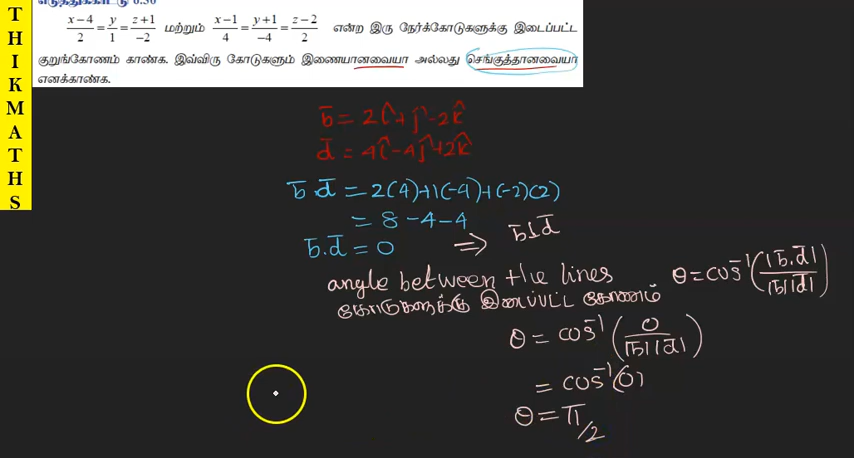 THIKMATHS
எடுத்துக்காட்டு 6.30
x−4/2 = y/1 = z+1/−2 மற்றும் x−1/4 = y+1/−4 = z−2/2 என்ற இரு நேர்க்கோடுகளுக்கு இடைப்பட்ட
குறுங்கோணம் காண்க. இவ்விரு கோடுகளும் இணையானவையா அல்லது செங்குத்தானவையா
எனக்காண்க.
b̄ = 2î+ĵ−2k̂
d̄ = 4î−4ĵ+2k̂
b̄.d̄ = 2(4)+1(−4)+(−2)(2)
= 8−4−4
b̄.d̄ = 0 ⇒ b̄⊥d̄
angle between the lines θ = cos⁻¹(|b̄.d̄|/|b̄||d̄|)
கோடுகளுக்கு இடைப்பட்ட கோணம்
θ = cos⁻¹(0/|b̄||d̄|)
= cos⁻¹(0)
θ = π/2